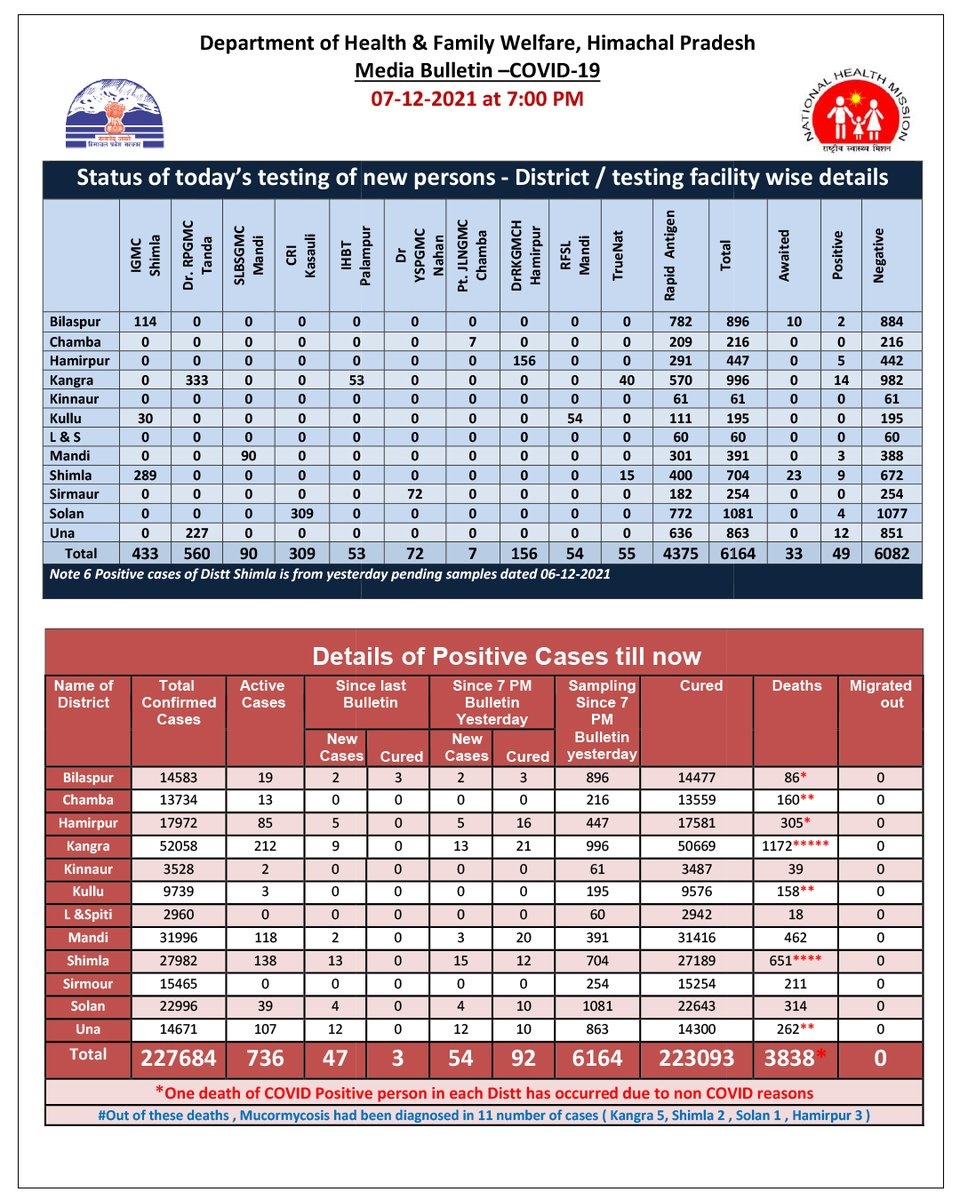 Department of Health & Family Welfare, Himachal Pradesh
Media Bulletin –COVID-19
07-12-2021 at 7:00 PM
हिमाचल प्रदेश सरकार
NATIONAL HEALTH MISSION
राष्ट्रीय स्वास्थ्य मिशन
Status of today's testing of new persons - District / testing facility wise details
IGMC Shimla Dr. RPGMC Tanda SLBSGMC Mandi CRI Kasauli IHBT Palampur Dr YSPGMC Nahan Pt. JLNGMC Chamba DrRKGMCH Hamirpur RFSL Mandi TrueNat Rapid Antigen Total Awaited Positive Negative
Bilaspur 114 0 0 0 0 0 0 0 0 0 782 896 10 2 884
Chamba 0 0 0 0 0 0 7 0 0 0 209 216 0 0 216
Hamirpur 0 0 0 0 0 0 0 156 0 0 291 447 0 5 442
Kangra 0 333 0 0 53 0 0 0 0 40 570 996 0 14 982
Kinnaur 0 0 0 0 0 0 0 0 0 0 61 61 0 0 61
Kullu 30 0 0 0 0 0 0 0 54 0 111 195 0 0 195
L & S 0 0 0 0 0 0 0 0 0 0 60 60 0 0 60
Mandi 0 0 90 0 0 0 0 0 0 0 301 391 0 3 388
Shimla 289 0 0 0 0 0 0 0 0 15 400 704 23 9 672
Sirmaur 0 0 0 0 0 72 0 0 0 0 182 254 0 0 254
Solan 0 0 0 309 0 0 0 0 0 0 772 1081 0 4 1077
Una 0 227 0 0 0 0 0 0 0 0 636 863 0 12 851
Total 433 560 90 309 53 72 7 156 54 55 4375 6164 33 49 6082
Note 6 Positive cases of Distt Shimla is from yesterday pending samples dated 06-12-2021
Details of Positive Cases till now
Name of District Total Confirmed Cases Active Cases Since last Bulletin Since 7 PM Bulletin Yesterday Sampling Since 7 PM Bulletin yesterday Cured Deaths Migrated out
New Cases Cured New Cases Cured
Bilaspur 14583 19 2 3 2 3 896 14477 86* 0
Chamba 13734 13 0 0 0 0 216 13559 160** 0
Hamirpur 17972 85 5 0 5 16 447 17581 305* 0
Kangra 52058 212 9 0 13 21 996 50669 1172***** 0
Kinnaur 3528 2 0 0 0 0 61 3487 39 0
Kullu 9739 3 0 0 0 0 195 9576 158** 0
L &Spiti 2960 0 0 0 0 0 60 2942 18 0
Mandi 31996 118 2 0 3 20 391 31416 462 0
Shimla 27982 138 13 0 15 12 704 27189 651**** 0
Sirmour 15465 0 0 0 0 0 254 15254 211 0
Solan 22996 39 4 0 4 10 1081 22643 314 0
Una 14671 107 12 0 12 10 863 14300 262** 0
Total 227684 736 47 3 54 92 6164 223093 3838* 0
*One death of COVID Positive person in each Distt has occurred due to non COVID reasons
#Out of these deaths , Mucormycosis had been diagnosed in 11 number of cases ( Kangra 5, Shimla 2 , Solan 1 , Hamirpur 3 )